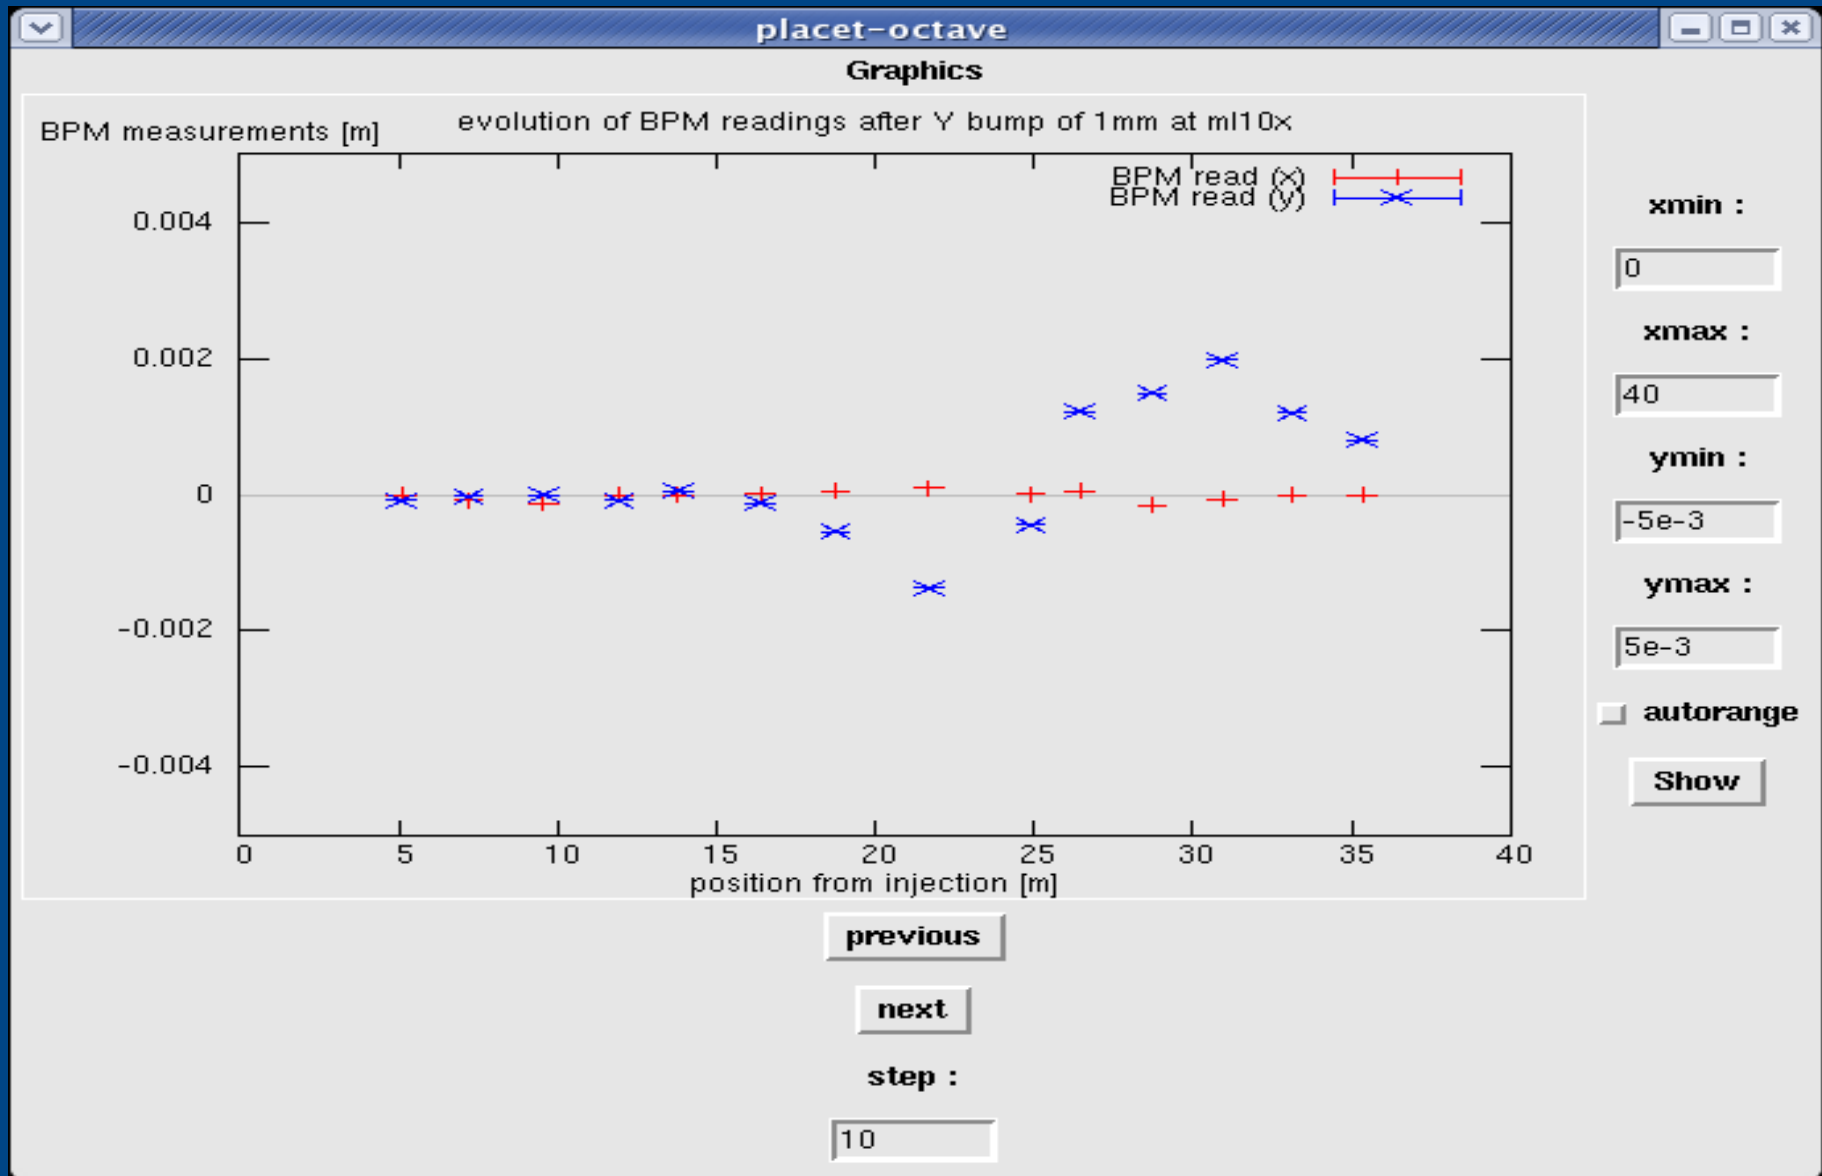 placet-octave
Graphics
BPM measurements [m]
evolution of BPM readings after Y bump of 1mm at ml10x
BPM read (x)
BPM read (y)
0.004
0.002
0
-0.002
-0.004
0 5 10 15 20 25 30 35 40
position from injection [m]
xmin :
0
xmax :
40
ymin :
-5e-3
ymax :
5e-3
autorange
Show
previous
next
step :
10